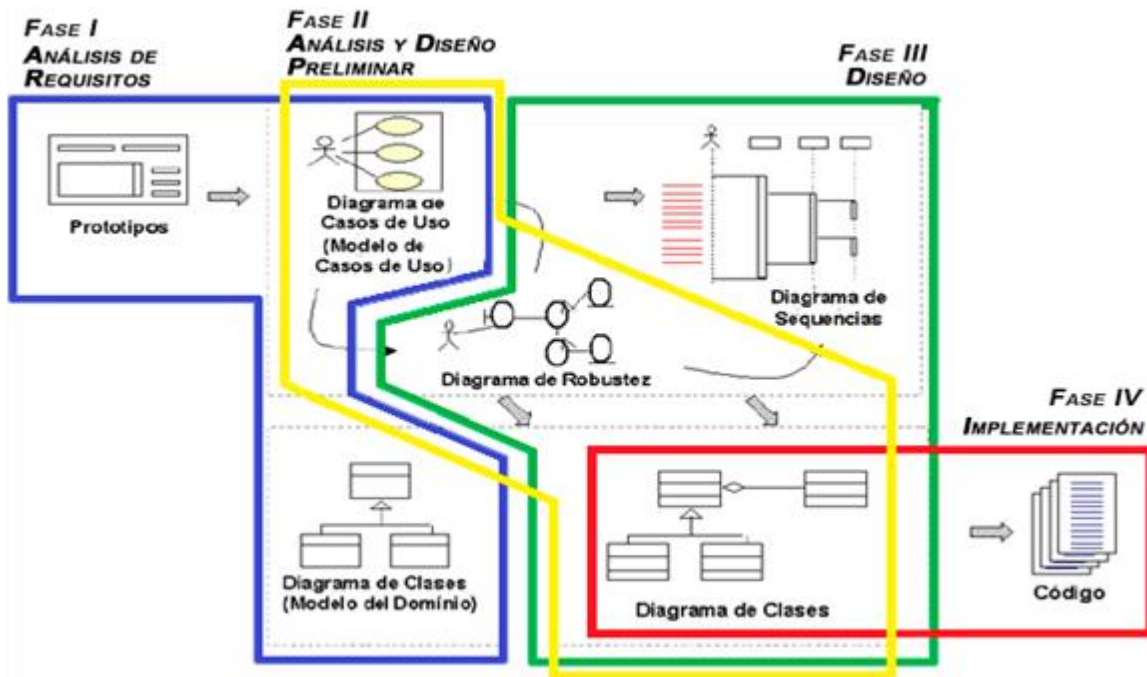 FASE I
ANÁLISIS DE
REQUISITOS
FASE II
ANÁLISIS Y DISEÑO
PRELIMINAR
FASE III
DISEÑO
Prototipos
Diagrama de
Casos de Uso
(Modelo de
Casos de Uso)
Diagrama de
Sequencias
Diagrama de Robustez
FASE IV
IMPLEMENTACIÓN
Diagrama de Clases
(Modelo del Domínio)
Diagrama de Clases
Código